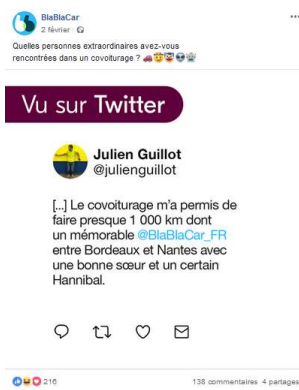 BlaBlaCar
2 février
Quelles personnes extraordinaires avez-vous
rencontrées dans un covoiturage ? 🚗😇🤡👽👾
Vu sur Twitter
Julien Guillot
@julienguillot
[...] Le covoiturage m'a permis de
faire presque 1 000 km dont
un mémorable @BlaBlaCar_FR
entre Bordeaux et Nantes avec
une bonne sœur et un certain
Hannibal.
216
138 commentaires 4 partages